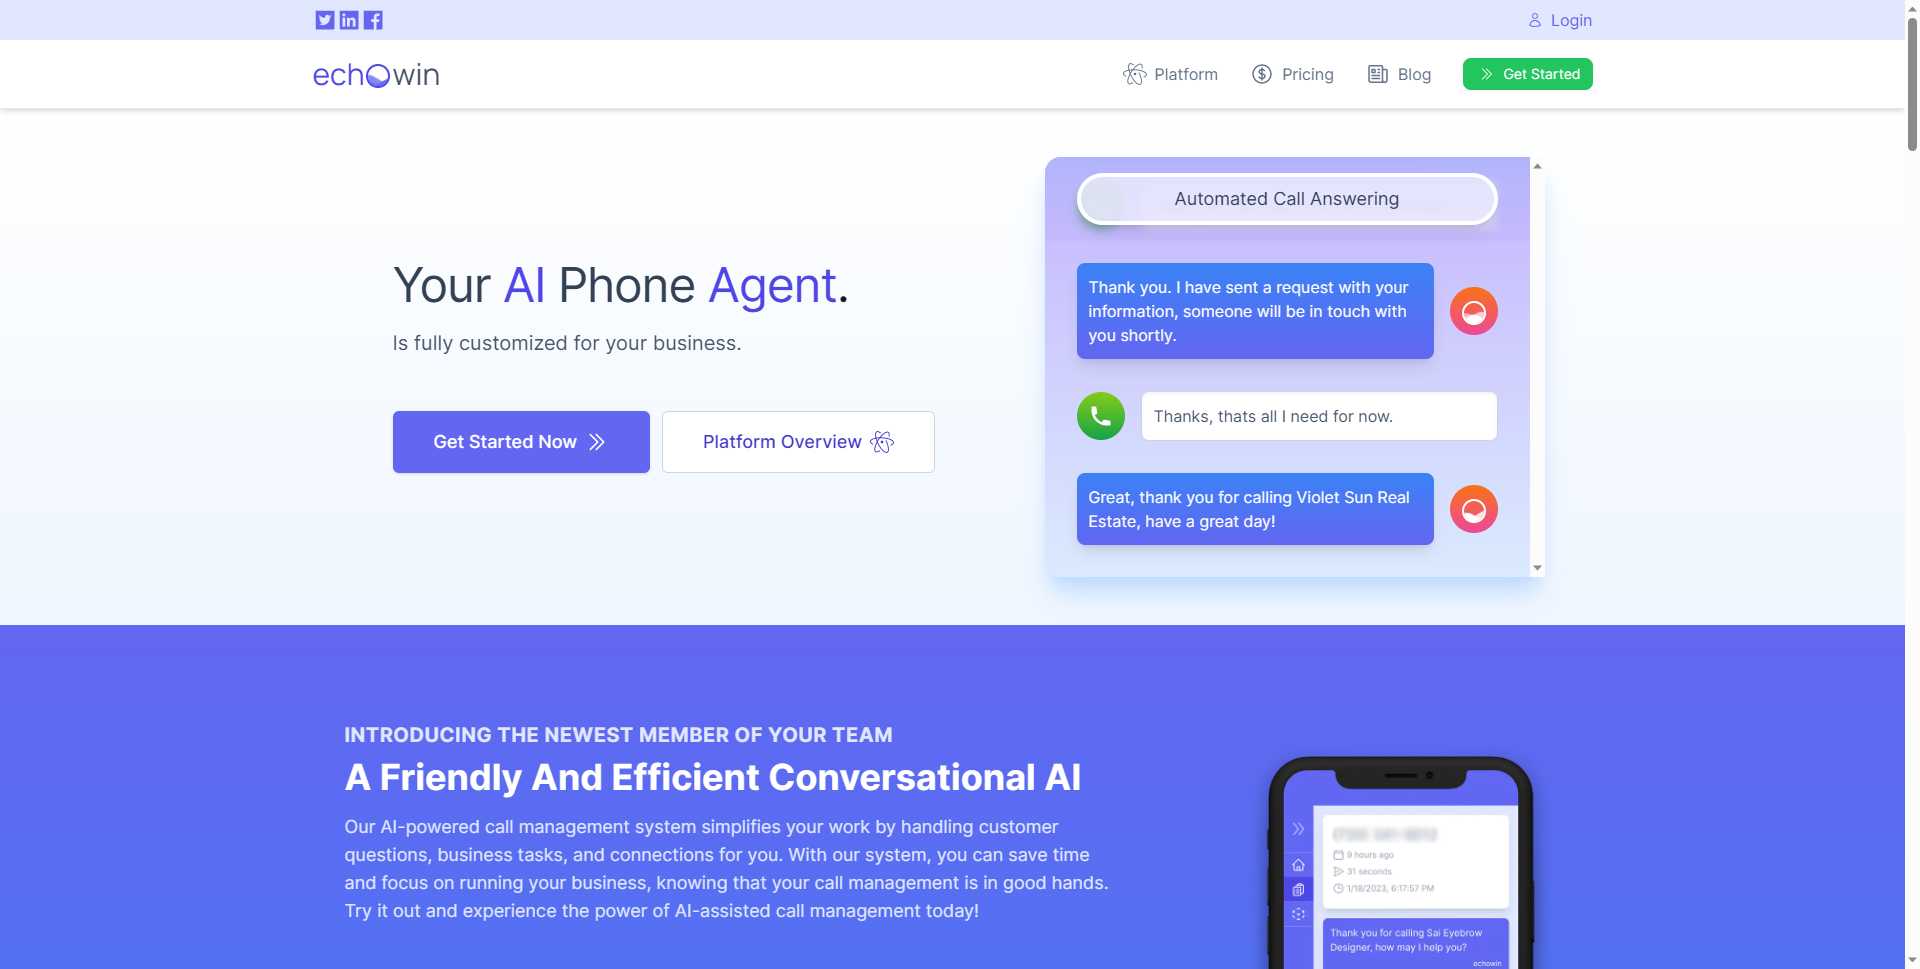 Login
echowin
Platform
Pricing
Blog
Get Started
Automated Call Answering
Thank you. I have sent a request with your
information, someone will be in touch with
you shortly.
Thanks, thats all I need for now.
Great, thank you for calling Violet Sun Real
Estate, have a great day!
Your AI Phone Agent.
Is fully customized for your business.
Get Started Now
Platform Overview
INTRODUCING THE NEWEST MEMBER OF YOUR TEAM
A Friendly And Efficient Conversational AI
Our AI-powered call management system simplifies your work by handling customer
questions, business tasks, and connections for you. With our system, you can save time
and focus on running your business, knowing that your call management is in good hands.
Try it out and experience the power of AI-assisted call management today!
9 hours ago
31 seconds
1/18/2023, 6:17:57 PM
Thank you for calling Sai Eyebrow
Designer, how may I help you?
echowin